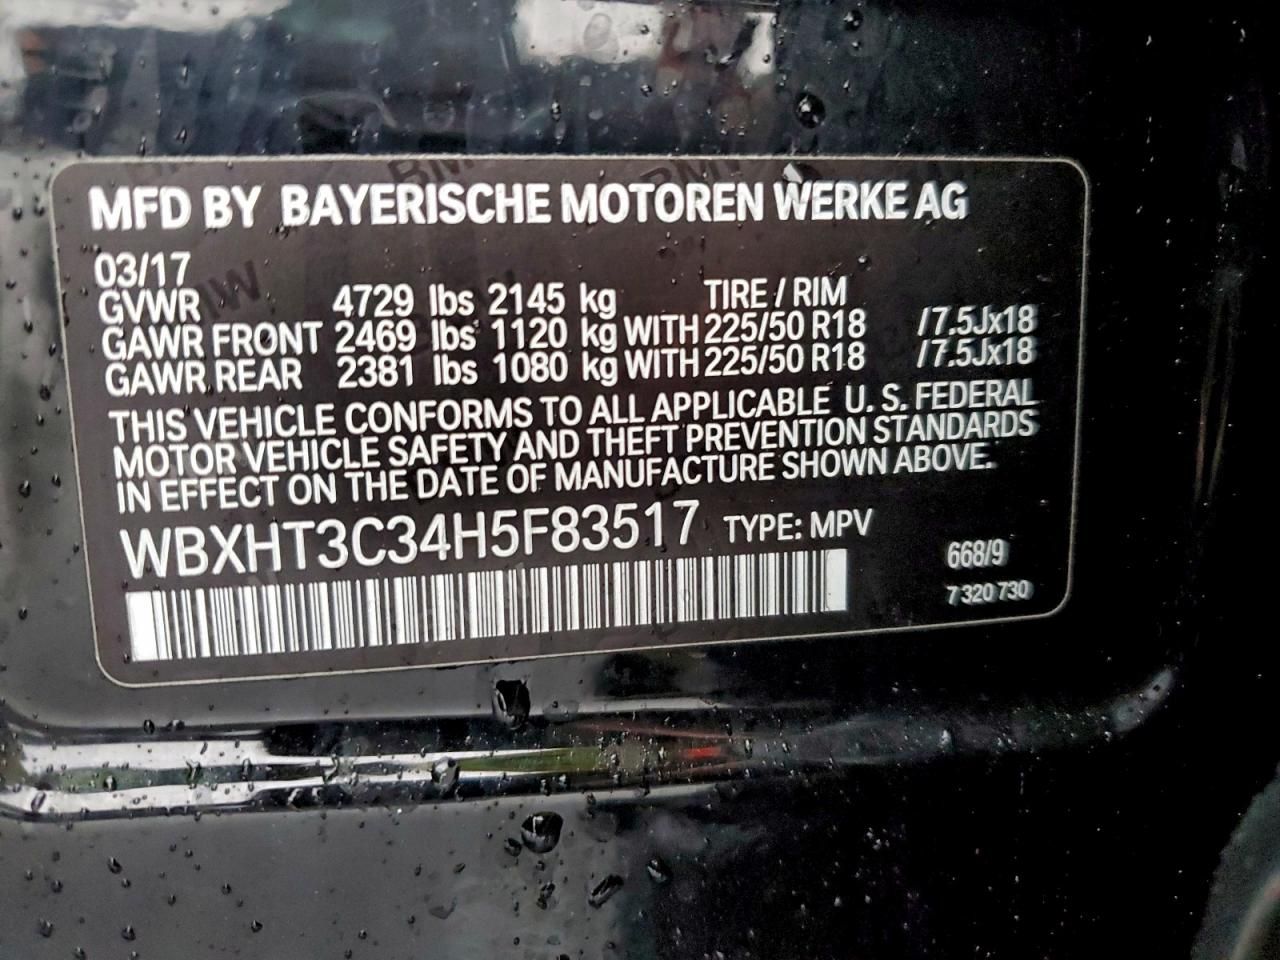 MFD BY BAYERISCHE MOTOREN WERKE AG
03/17
GVWR 4729 lbs 2145 kg TIRE / RIM
GAWR FRONT 2469 lbs 1120 kg WITH 225/50 R18 /7.5Jx18
GAWR REAR 2381 lbs 1080 kg WITH 225/50 R18 /7.5Jx18
THIS VEHICLE CONFORMS TO ALL APPLICABLE U. S. FEDERAL
MOTOR VEHICLE SAFETY AND THEFT PREVENTION STANDARDS
IN EFFECT ON THE DATE OF MANUFACTURE SHOWN ABOVE.
WBXHT3C34H5F83517 TYPE: MPV
668/9
7 320 730